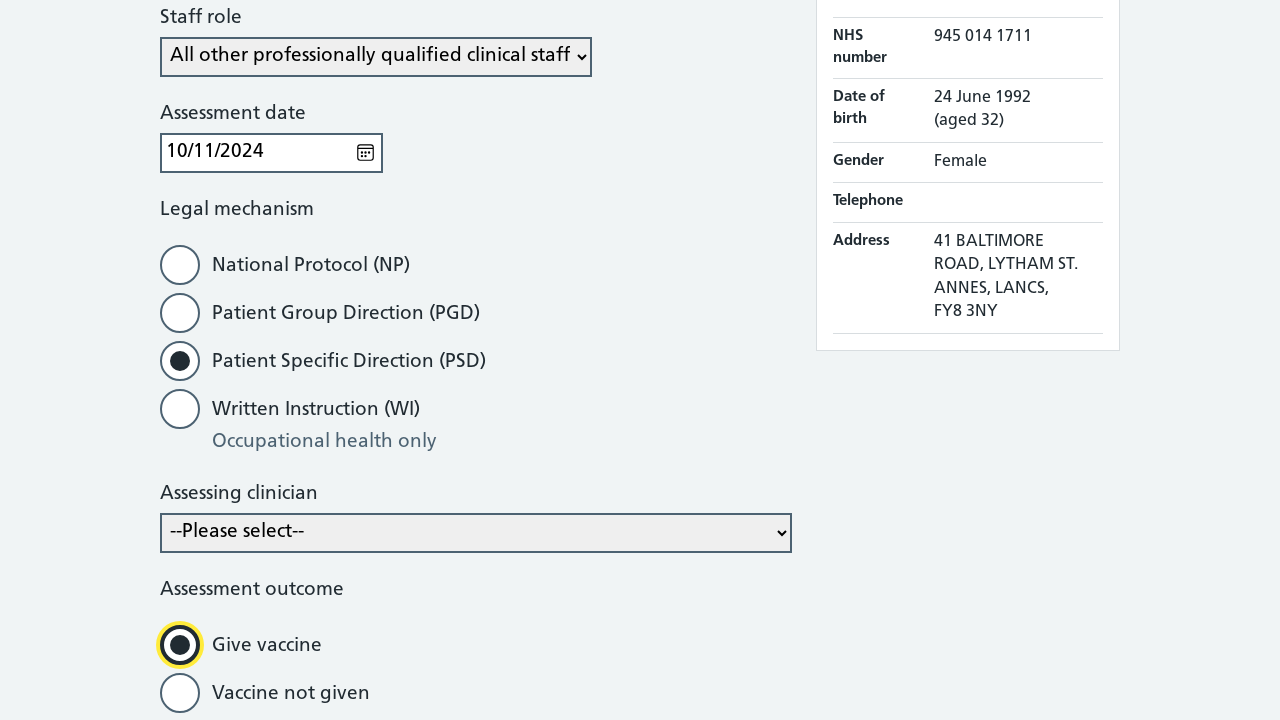 Staff role
All other professionally qualified clinical staff
Assessment date
10/11/2024
Legal mechanism
National Protocol (NP)
Patient Group Direction (PGD)
Patient Specific Direction (PSD)
Written Instruction (WI)
Occupational health only
Assessing clinician
--Please select--
Assessment outcome
Give vaccine
Vaccine not given
NHS
number
945 014 1711
Date of
birth
24 June 1992
(aged 32)
Gender
Female
Telephone
Address
41 BALTIMORE
ROAD, LYTHAM ST.
ANNES, LANCS,
FY8 3NY